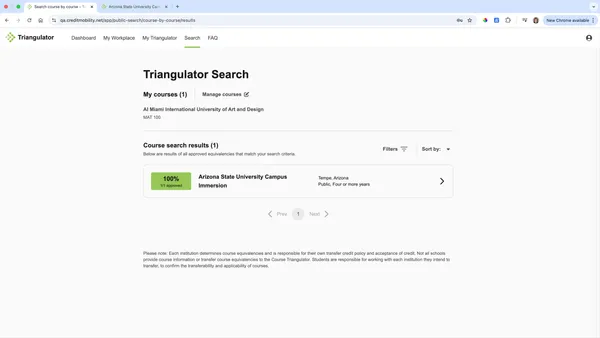 Search course by course - T
Arizona State University Cam
qa.creditmobility.net/app/public-search/course-by-course/results
New Chrome available
Triangulator
Dashboard
My Workplace
My Triangulator
Search
FAQ
Triangulator Search
My courses (1)
Manage courses
AI Miami International University of Art and Design
MAT 100
Course search results (1)
Below are results of all approved equivalencies that match your search criteria.
Filters
Sort by:
100%
1/1 approved
Arizona State University Campus
Immersion
Tempe, Arizona
Public, Four or more years
Prev
1
Next
Please note: Each institution determines course equivalencies and is responsible for their own transfer credit policy and acceptance of credit. Not all schools
provide course information or transfer course equivalencies to the Course Triangulator. Students are responsible for working with each institution they intend to
transfer, to confirm the transferability and applicability of courses.